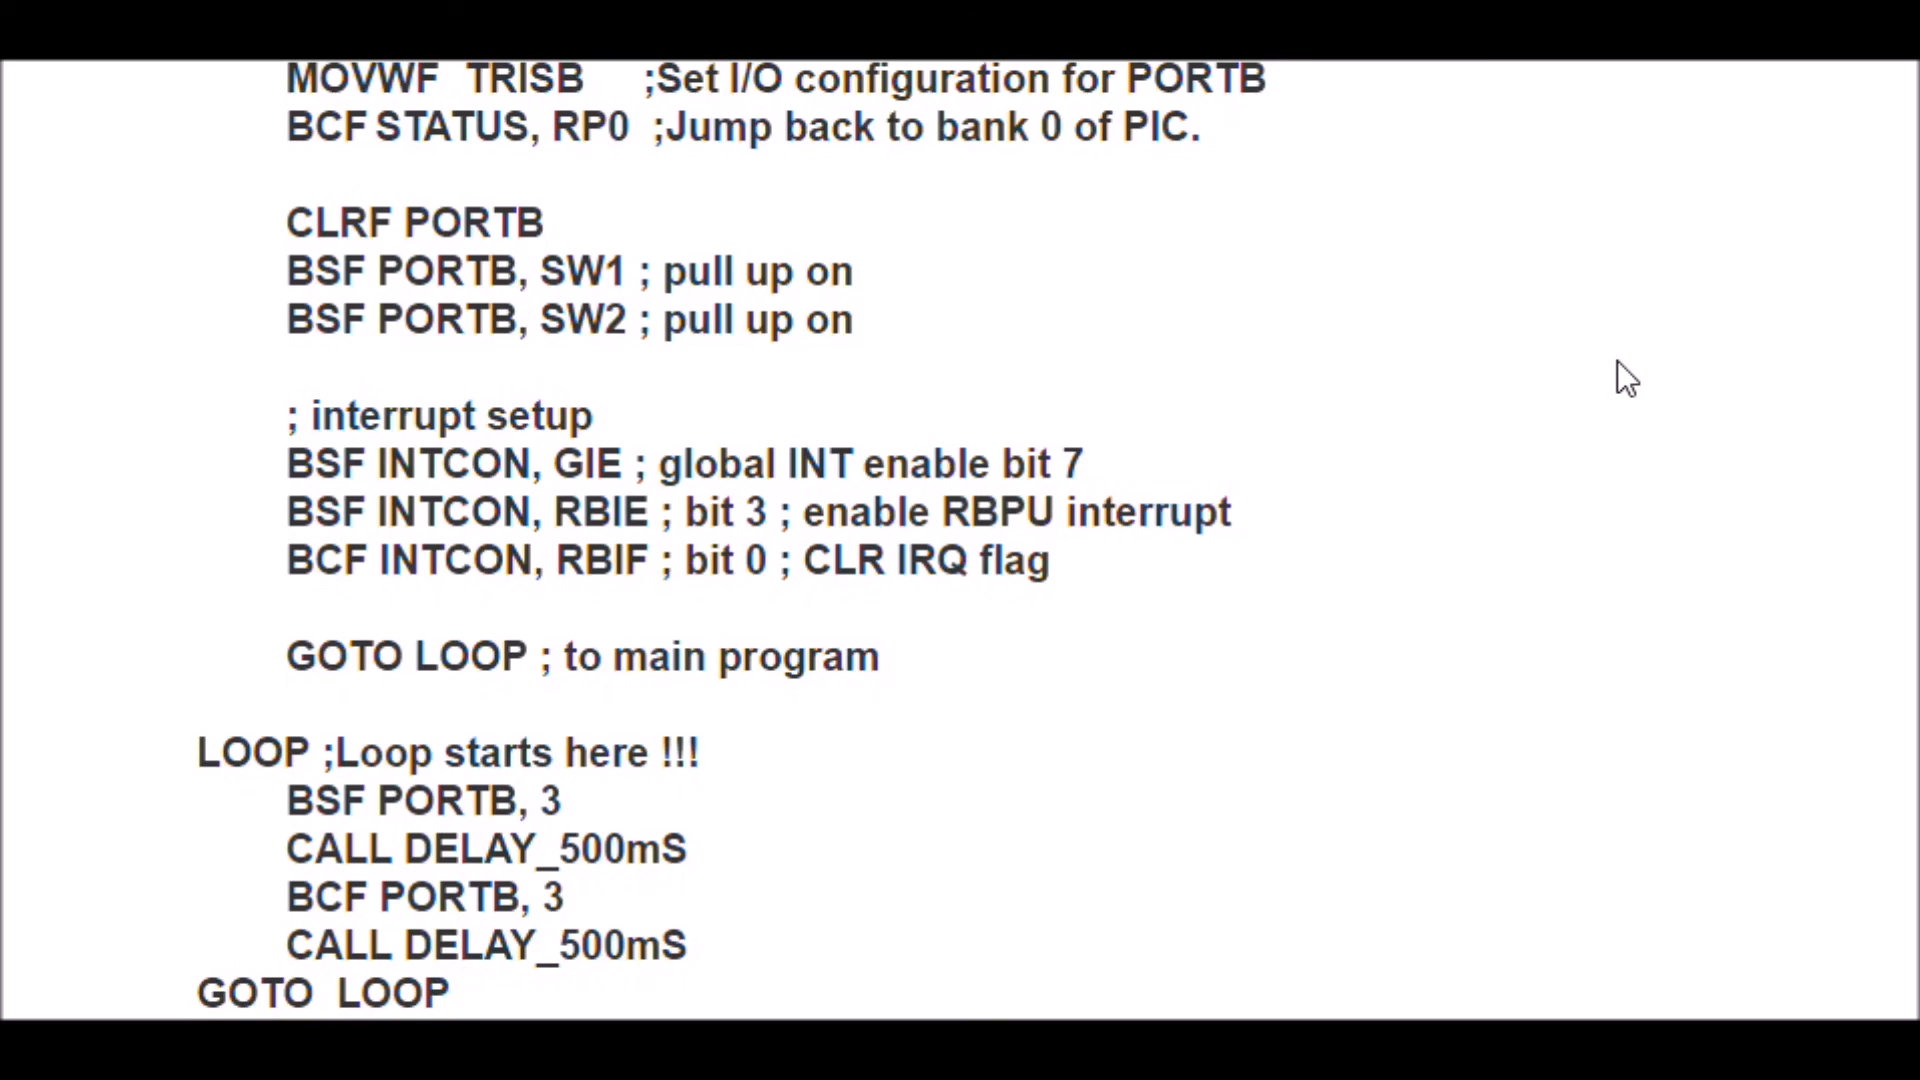 MOVWF TRISB ;Set I/O configuration for PORTB
BCF STATUS, RP0 ;Jump back to bank 0 of PIC.
CLRF PORTB
BSF PORTB, SW1 ; pull up on
BSF PORTB, SW2 ; pull up on
; interrupt setup
BSF INTCON, GIE ; global INT enable bit 7
BSF INTCON, RBIE ; bit 3 ; enable RBPU interrupt
BCF INTCON, RBIF ; bit 0 ; CLR IRQ flag
GOTO LOOP ; to main program
LOOP ;Loop starts here !!!
BSF PORTB, 3
CALL DELAY_500mS
BCF PORTB, 3
CALL DELAY_500mS
GOTO LOOP